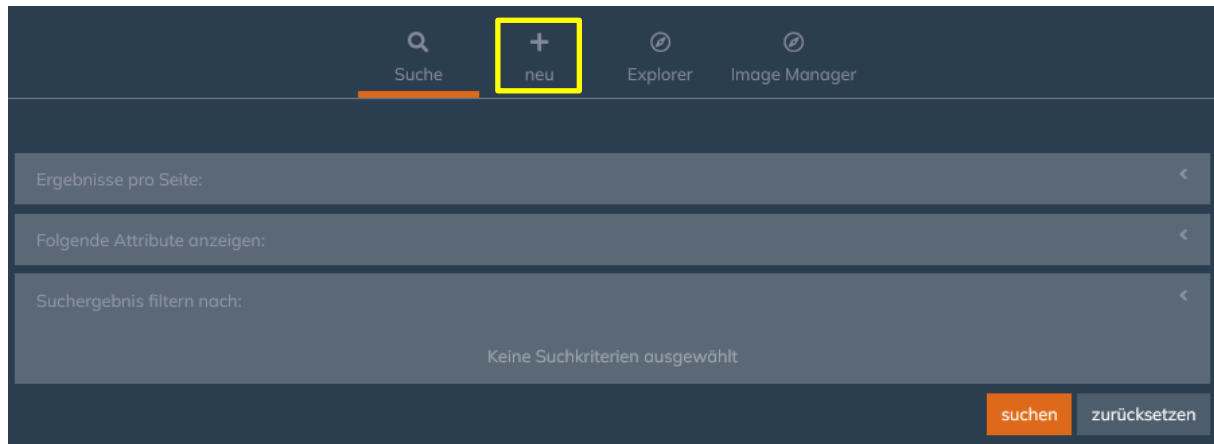 Suche neu Explorer Image Manager
Ergebnisse pro Seite:
Folgende Attribute anzeigen:
Suchergebnis filtern nach:
Keine Suchkriterien ausgewählt
suchen zurücksetzen